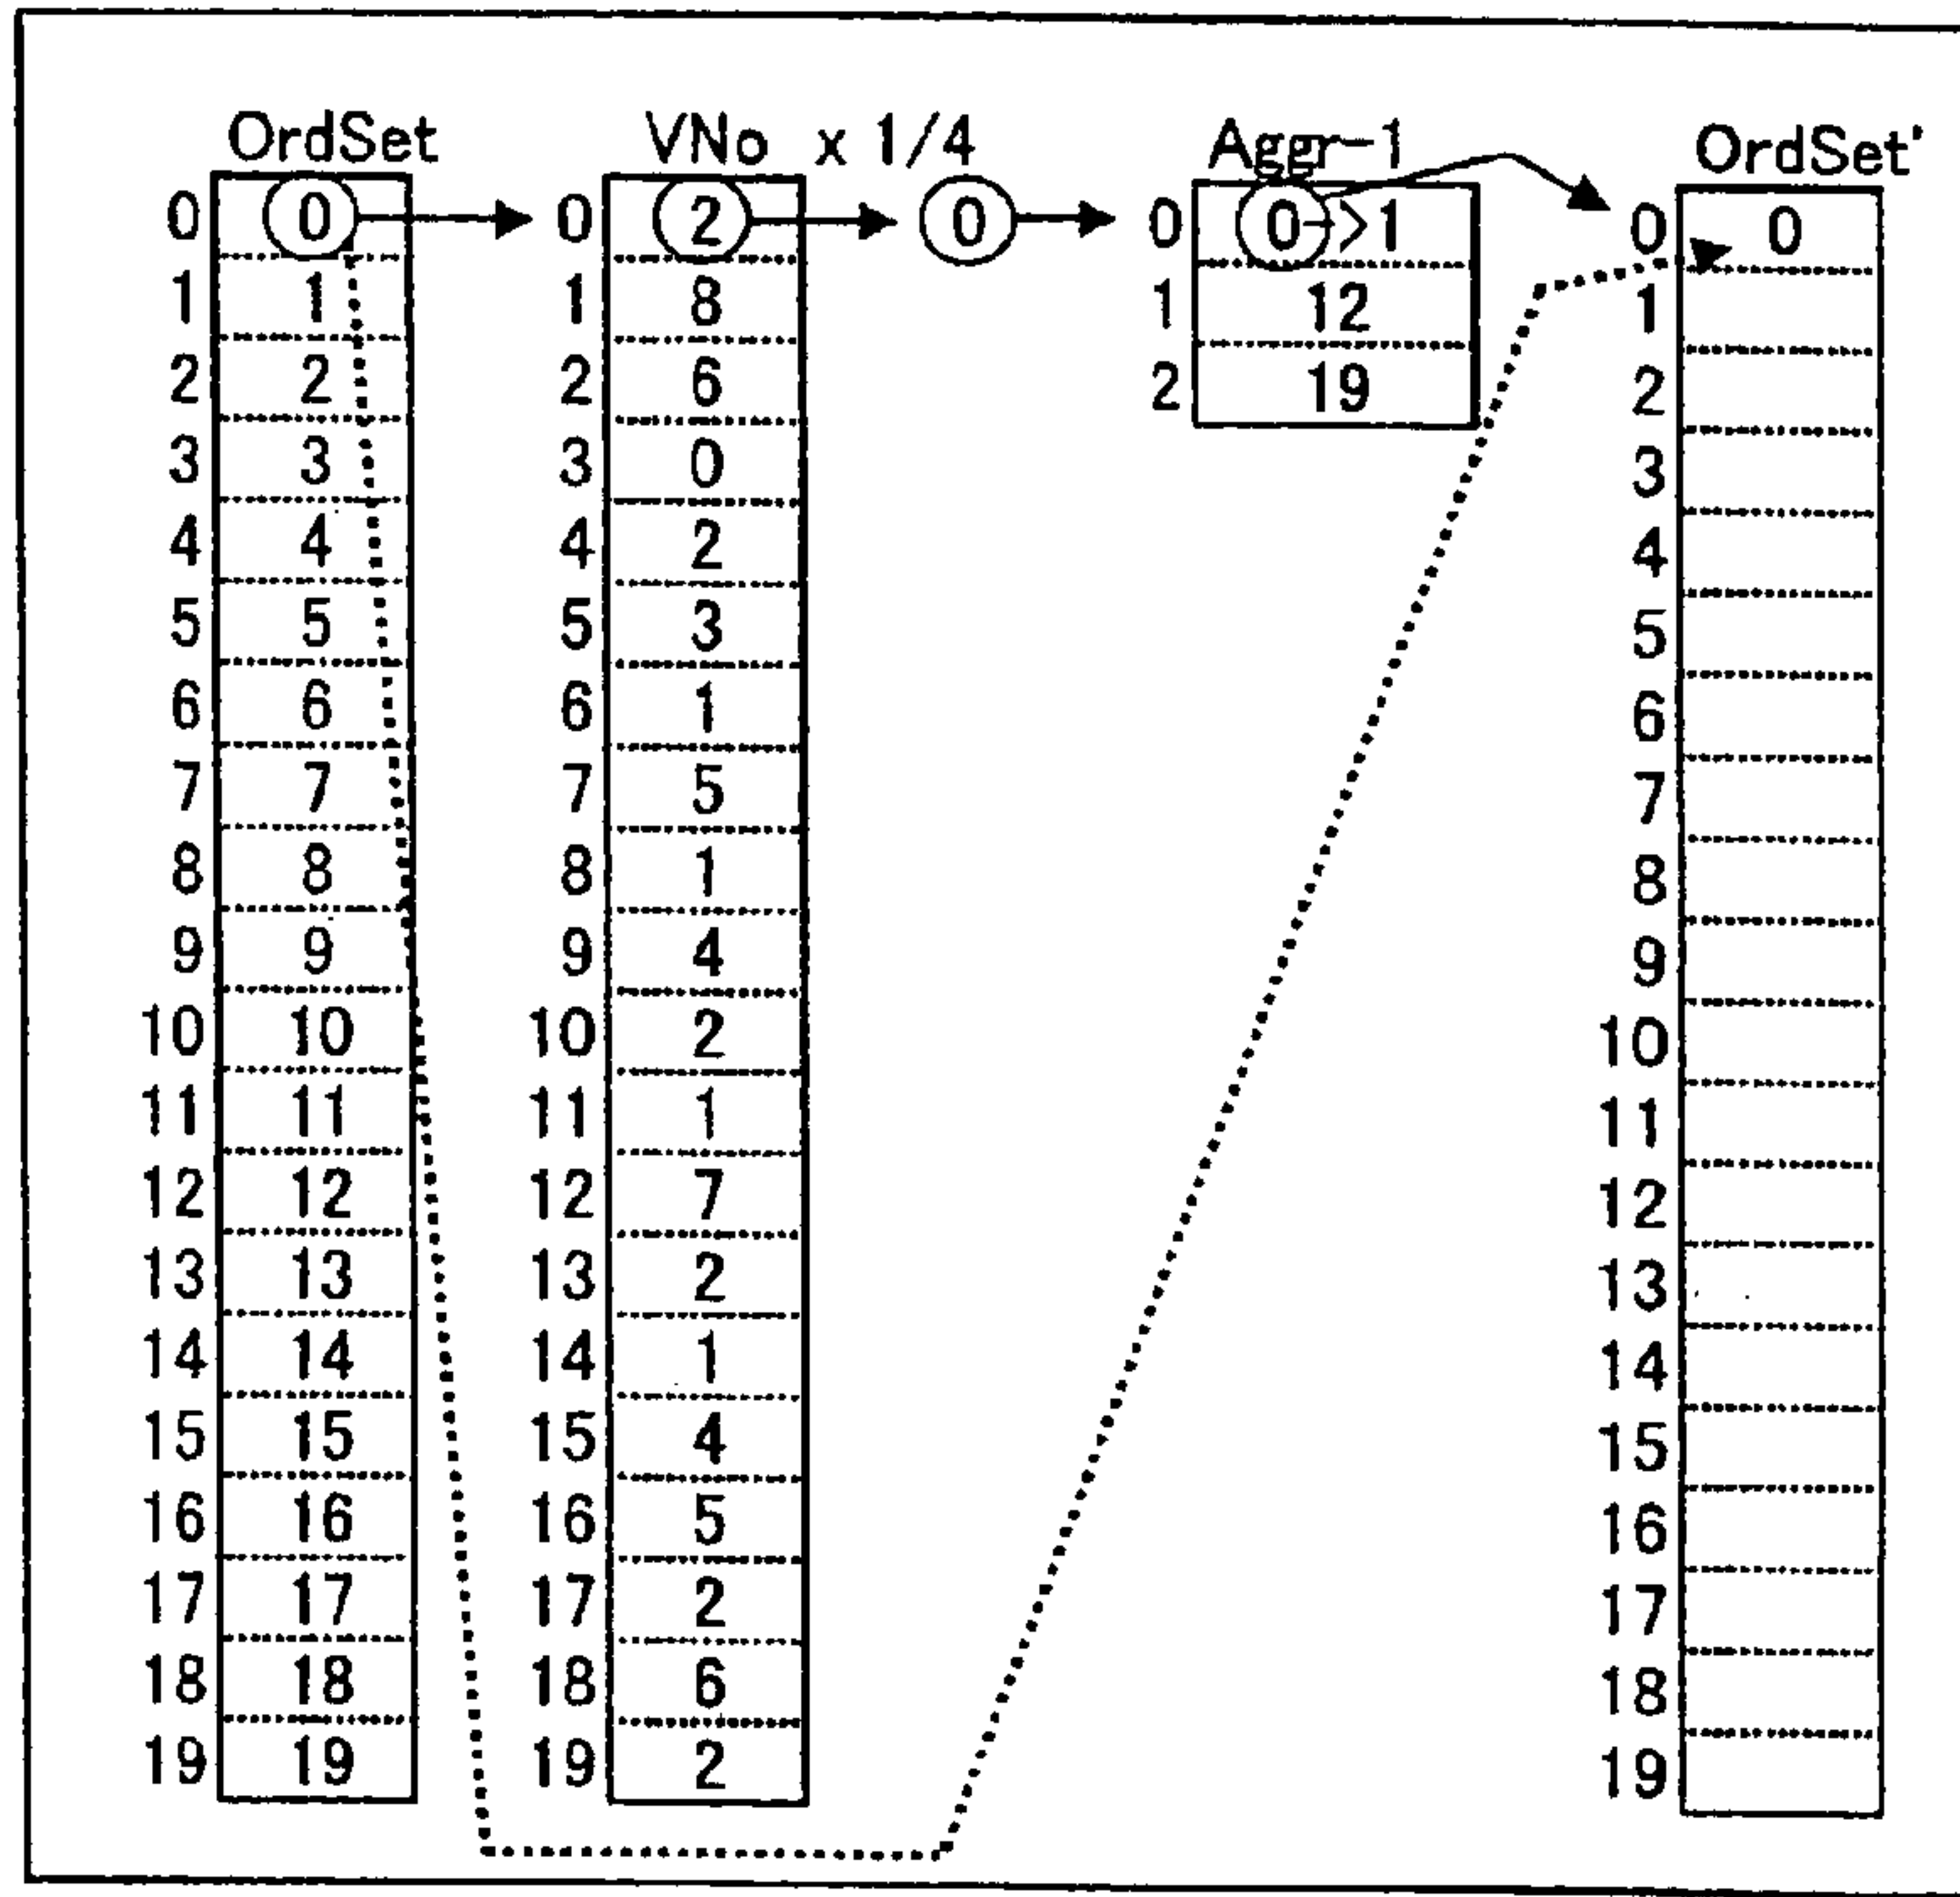 OrdSet VNo x 1/4 Aggr-1 OrdSet'
0 0 0 2 0 0 0->1 0 0
1 1 1 8 1 12 1
2 2 2 6 2 19 2
3 3 3 0 3
4 4 4 2 4
5 5 5 3 5
6 6 6 1 6
7 7 7 5 7
8 8 8 1 8
9 9 9 4 9
10 10 10 2 10
11 11 11 1 11
12 12 12 7 12
13 13 13 2 13
14 14 14 1 14
15 15 15 4 15
16 16 16 5 16
17 17 17 2 17
18 18 18 6 18
19 19 19 2 19